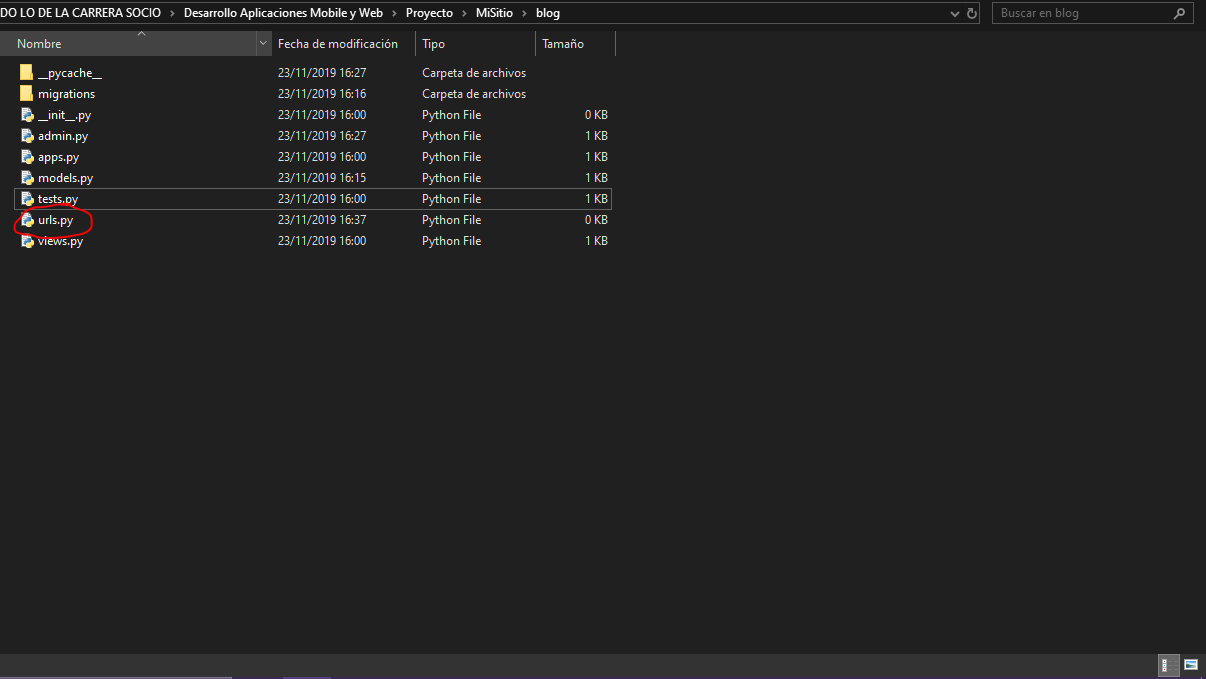 DO LO DE LA CARRERA SOCIO > Desarrollo Aplicaciones Mobile y Web > Proyecto > MiSitio > blog
Buscar en blog
Nombre Fecha de modificación Tipo Tamaño
__pycache__ 23/11/2019 16:27 Carpeta de archivos
migrations 23/11/2019 16:16 Carpeta de archivos
__init__.py 23/11/2019 16:00 Python File 0 KB
admin.py 23/11/2019 16:27 Python File 1 KB
apps.py 23/11/2019 16:00 Python File 1 KB
models.py 23/11/2019 16:15 Python File 1 KB
tests.py 23/11/2019 16:00 Python File 1 KB
urls.py 23/11/2019 16:37 Python File 0 KB
views.py 23/11/2019 16:00 Python File 1 KB